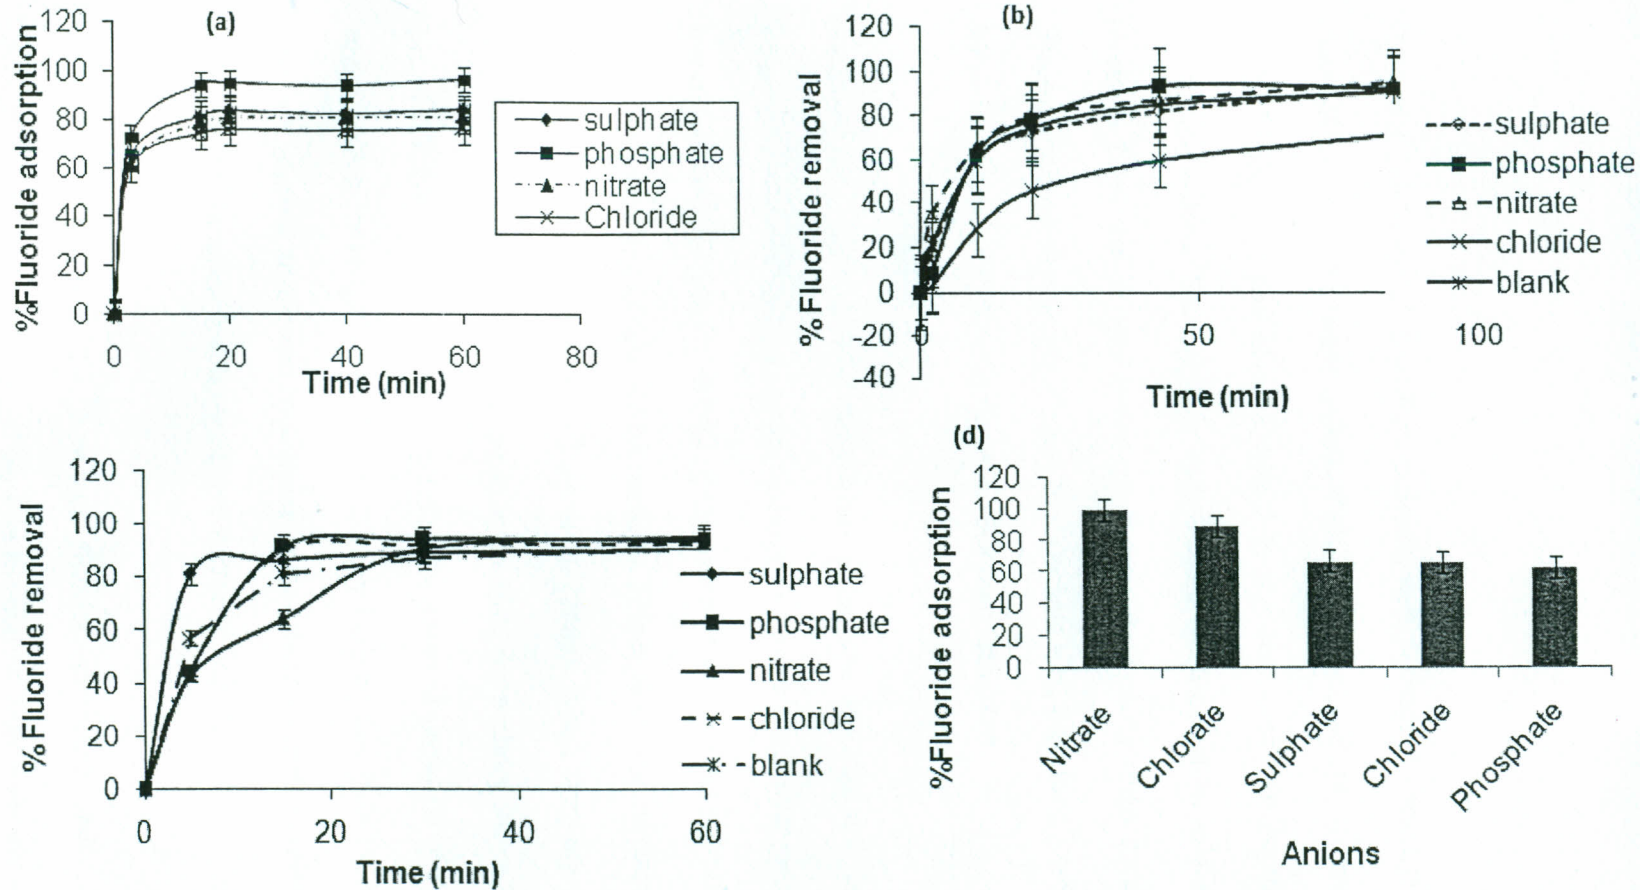 (a)
120
100
80
60
40
20
0
%Fluoride adsorption
0 20 40 60 80
Time (min)
sulphate
phosphate
nitrate
Chloride
(b)
120
100
80
60
40
20
0
-20
-40
%Fluoride removal
0 50 100
Time (min)
sulphate
phosphate
nitrate
chloride
blank
120
100
80
60
40
20
0
%Fluoride removal
0 20 40 60
Time (min)
sulphate
phosphate
nitrate
chloride
blank
(d)
120
100
80
60
40
20
0
%Fluoride adsorption
Nitrate
Chlorate
Sulphate
Chloride
Phosphate
Anions